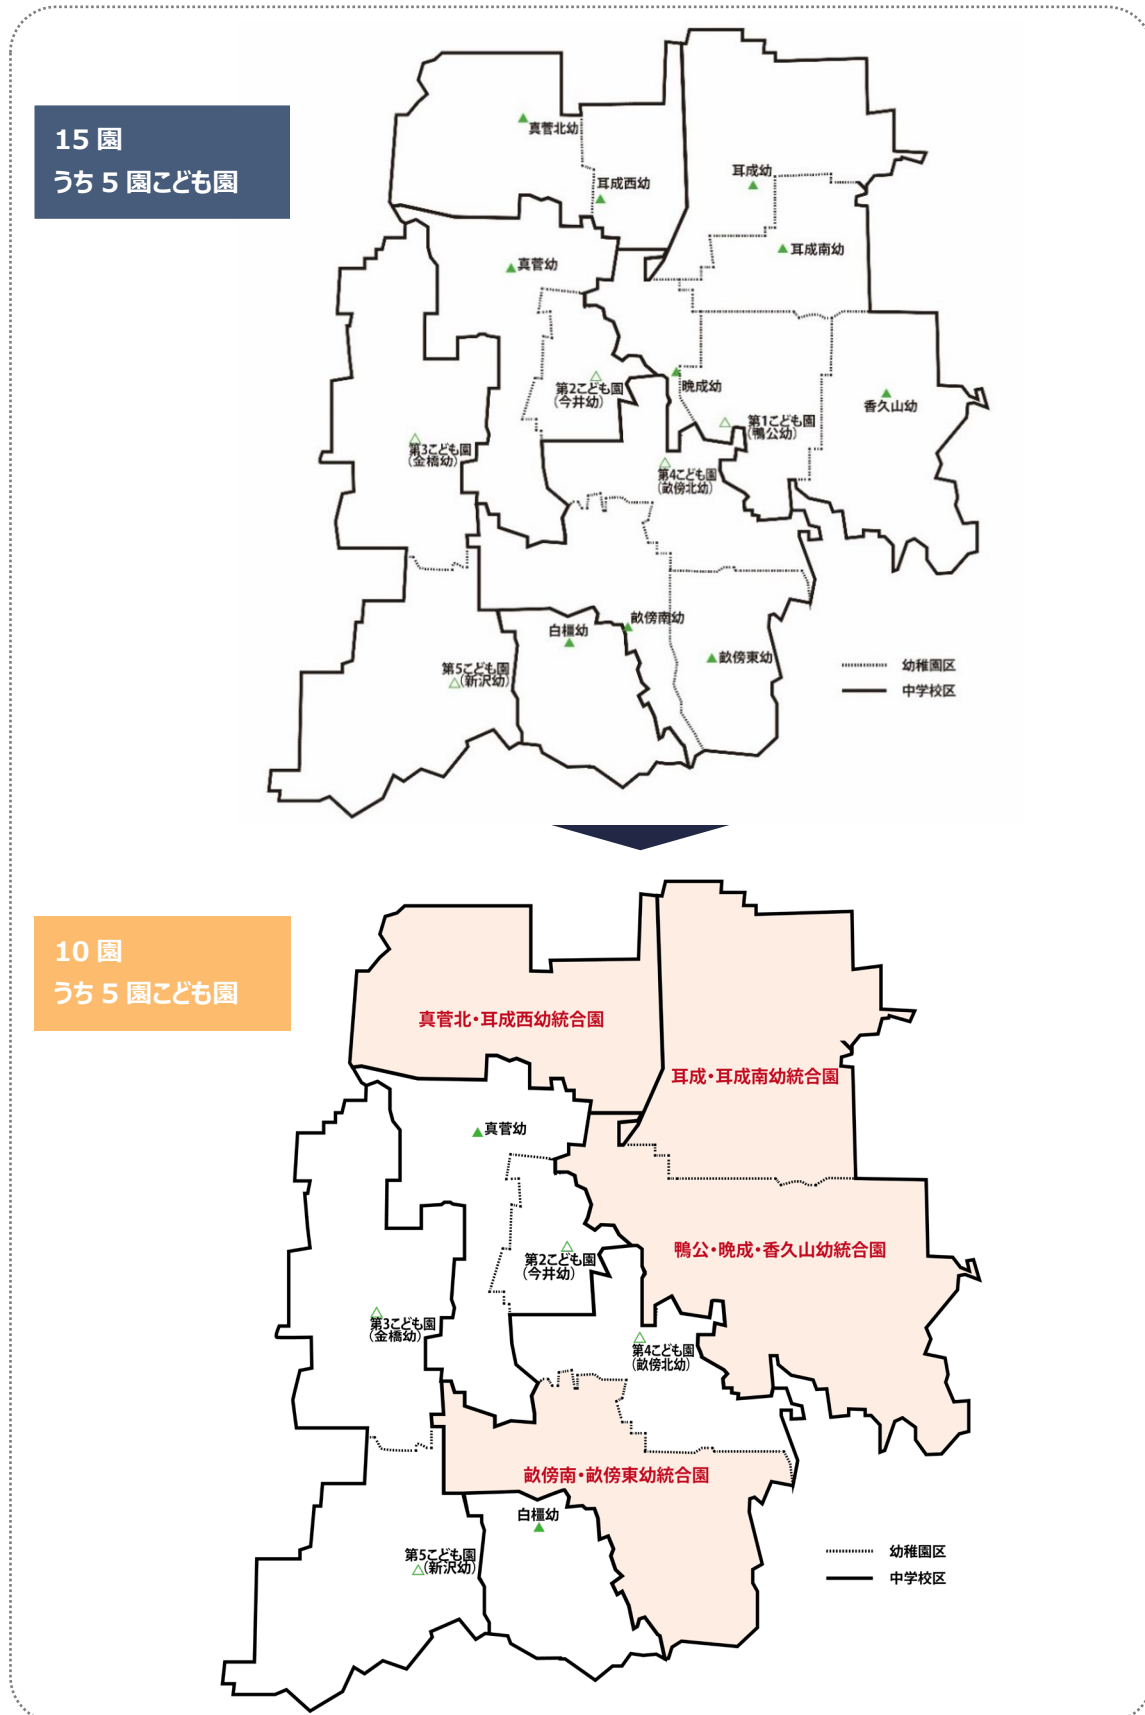 15 園
うち 5 園こども園
真菅北幼
耳成西幼
耳成幼
耳成南幼
真菅幼
第2こども園
(今井幼)
晩成幼
香久山幼
第1こども園
(鴨公幼)
第3こども園
(金橋幼)
第4こども園
(畝傍北幼)
畝傍南幼
白橿幼
畝傍東幼
第5こども園
(新沢幼)
幼稚園区
中学校区
10 園
うち 5 園こども園
真菅北・耳成西幼統合園
耳成・耳成南幼統合園
真菅幼
鴨公・晩成・香久山幼統合園
第2こども園
(今井幼)
第3こども園
(金橋幼)
第4こども園
(畝傍北幼)
畝傍南・畝傍東幼統合園
白橿幼
第5こども園
(新沢幼)
幼稚園区
中学校区